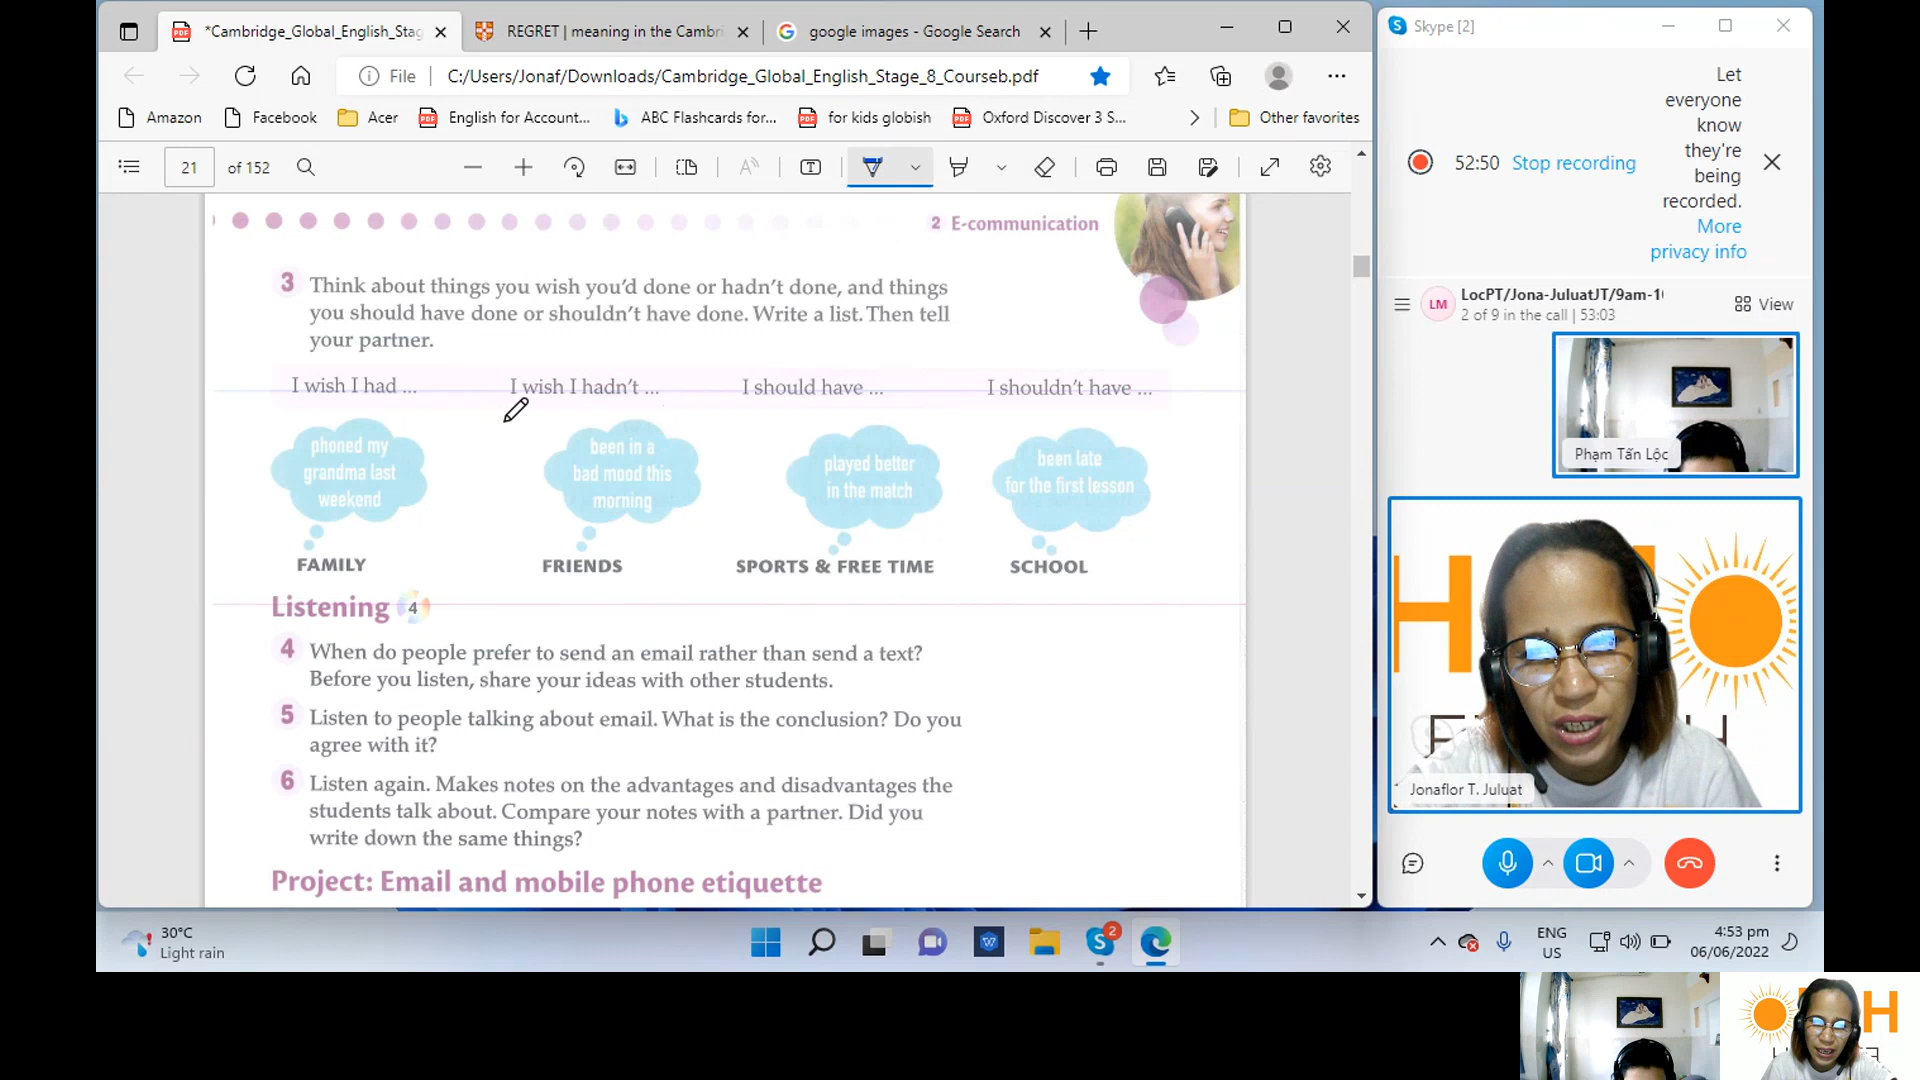 *Cambridge_Global_English_Stag
REGRET | meaning in the Cambri
google images - Google Search
File
C:/Users/Jonaf/Downloads/Cambridge_Global_English_Stage_8_Courseb.pdf
Amazon
Facebook
Acer
English for Account...
ABC Flashcards for...
for kids globish
Oxford Discover 3 S...
Other favorites
21 of 152
2 E-communication
3 Think about things you wish you'd done or hadn't done, and things
you should have done or shouldn't have done. Write a list. Then tell
your partner.
I wish I had ...
I wish I hadn't ...
I should have ...
I shouldn't have ...
phoned my
grandma last
weekend
been in a
bad mood this
morning
played better
in the match
been late
for the first lesson
FAMILY
FRIENDS
SPORTS & FREE TIME
SCHOOL
Listening 4
4 When do people prefer to send an email rather than send a text?
Before you listen, share your ideas with other students.
5 Listen to people talking about email. What is the conclusion? Do you
agree with it?
6 Listen again. Makes notes on the advantages and disadvantages the
students talk about. Compare your notes with a partner. Did you
write down the same things?
Project: Email and mobile phone etiquette
Skype [2]
52:50 Stop recording
Let
everyone
know
they're
being
recorded.
More
privacy info
LM
LocPT/Jona-JuluatJT/9am-1
2 of 9 in the call | 53:03
View
Phạm Tấn Lộc
Jonaflor T. Juluat
30°C
Light rain
2
ENG
US
4:53 pm
06/06/2022